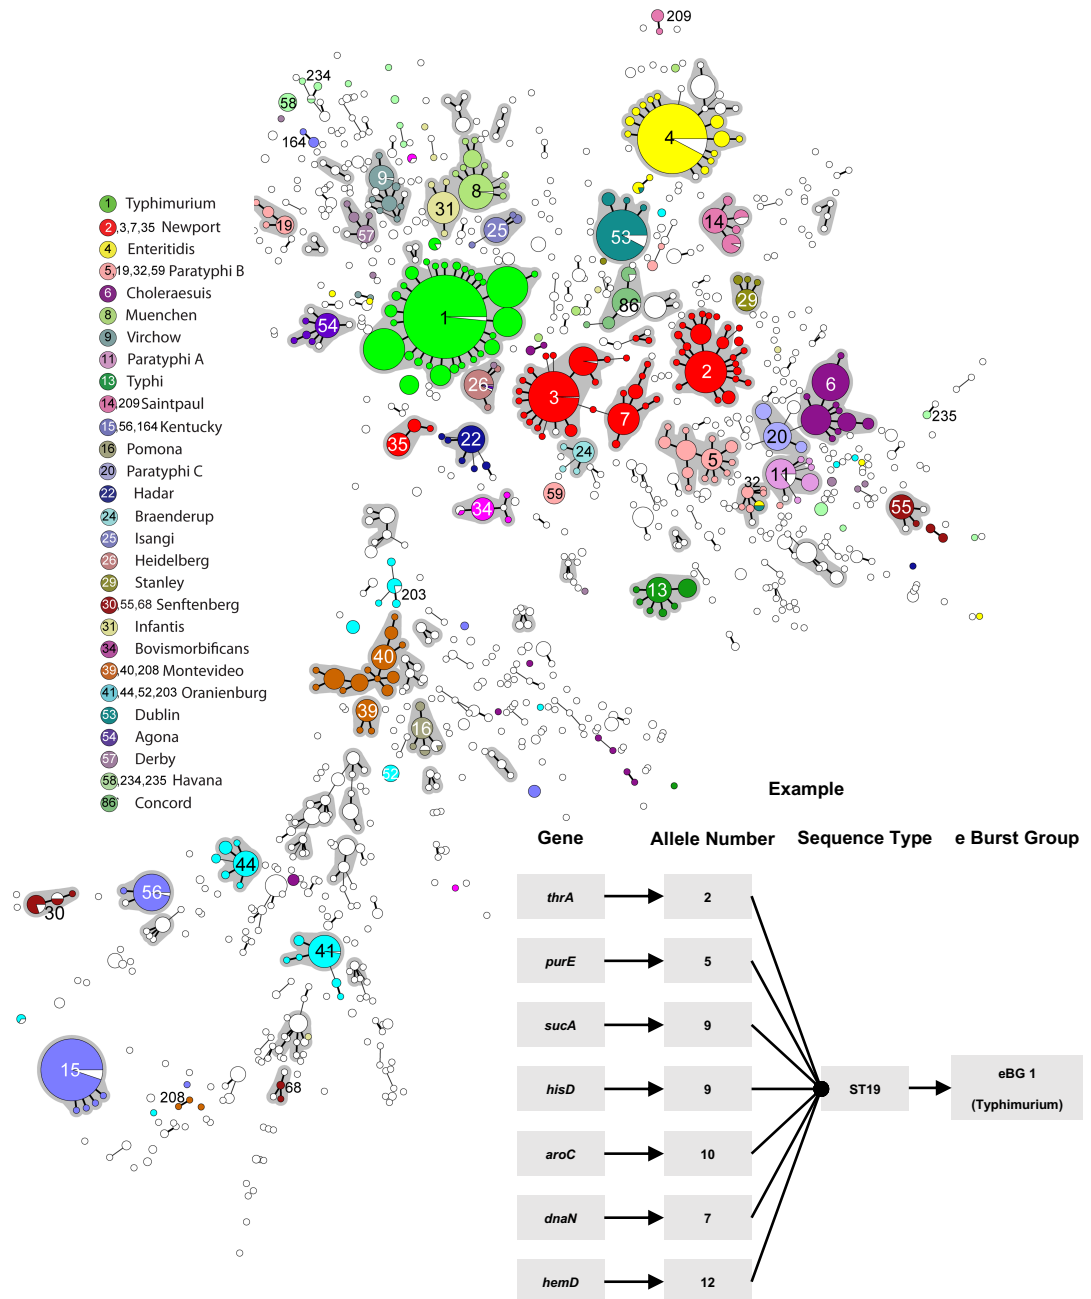 209
234
58
4
164
9
8
31
14
19
57
25
53
1 Typhimurium
2,3,7,35 Newport
4 Enteritidis
5,19,32,59 Paratyphi B
6 Choleraesuis
8 Muenchen
9 Virchow
11 Paratyphi A
13 Typhi
14,209 Saintpaul
15,56,164 Kentucky
16 Pomona
20 Paratyphi C
22 Hadar
24 Braenderup
25 Isangi
26 Heidelberg
29 Stanley
30,55,68 Senftenberg
31 Infantis
34 Bovismorbificans
39,40,208 Montevideo
41,44,52,203 Oranienburg
53 Dublin
54 Agona
57 Derby
58,234,235 Havana
86 Concord
86
29
1
54
2
26
3
6
7
235
35
22
20
24
5
11
59
32
34
55
13
203
40
39
16
52
44
56
30
41
15
208
68
Example
Gene Allele Number Sequence Type e Burst Group
thrA 2
purE 5
sucA 9
hisD 9 ST19 eBG 1
(Typhimurium)
aroC 10
dnaN 7
hemD 12